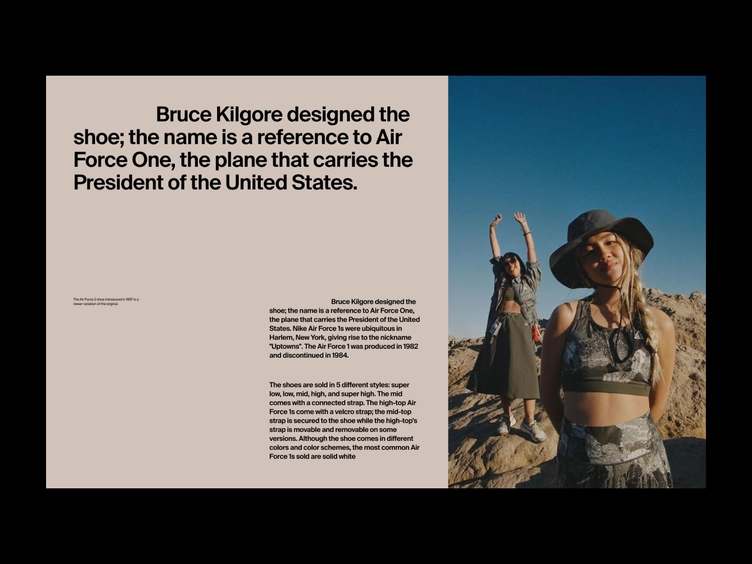 Bruce Kilgore designed the
shoe; the name is a reference to Air
Force One, the plane that carries the
President of the United States.
The Air Force 2 shoe introduced in 1987 is a
newer variation of the original.
Bruce Kilgore designed the
shoe; the name is a reference to Air Force One,
the plane that carries the President of the United
States. Nike Air Force 1s were ubiquitous in
Harlem, New York, giving rise to the nickname
"Uptowns". The Air Force 1 was produced in 1982
and discontinued in 1984.
The shoes are sold in 5 different styles: super
low, low, mid, high, and super high. The mid
comes with a connected strap. The high-top Air
Force 1s come with a velcro strap; the mid-top
strap is secured to the shoe while the high-top's
strap is movable and removable on some
versions. Although the shoe comes in different
colors and color schemes, the most common Air
Force 1s sold are solid white